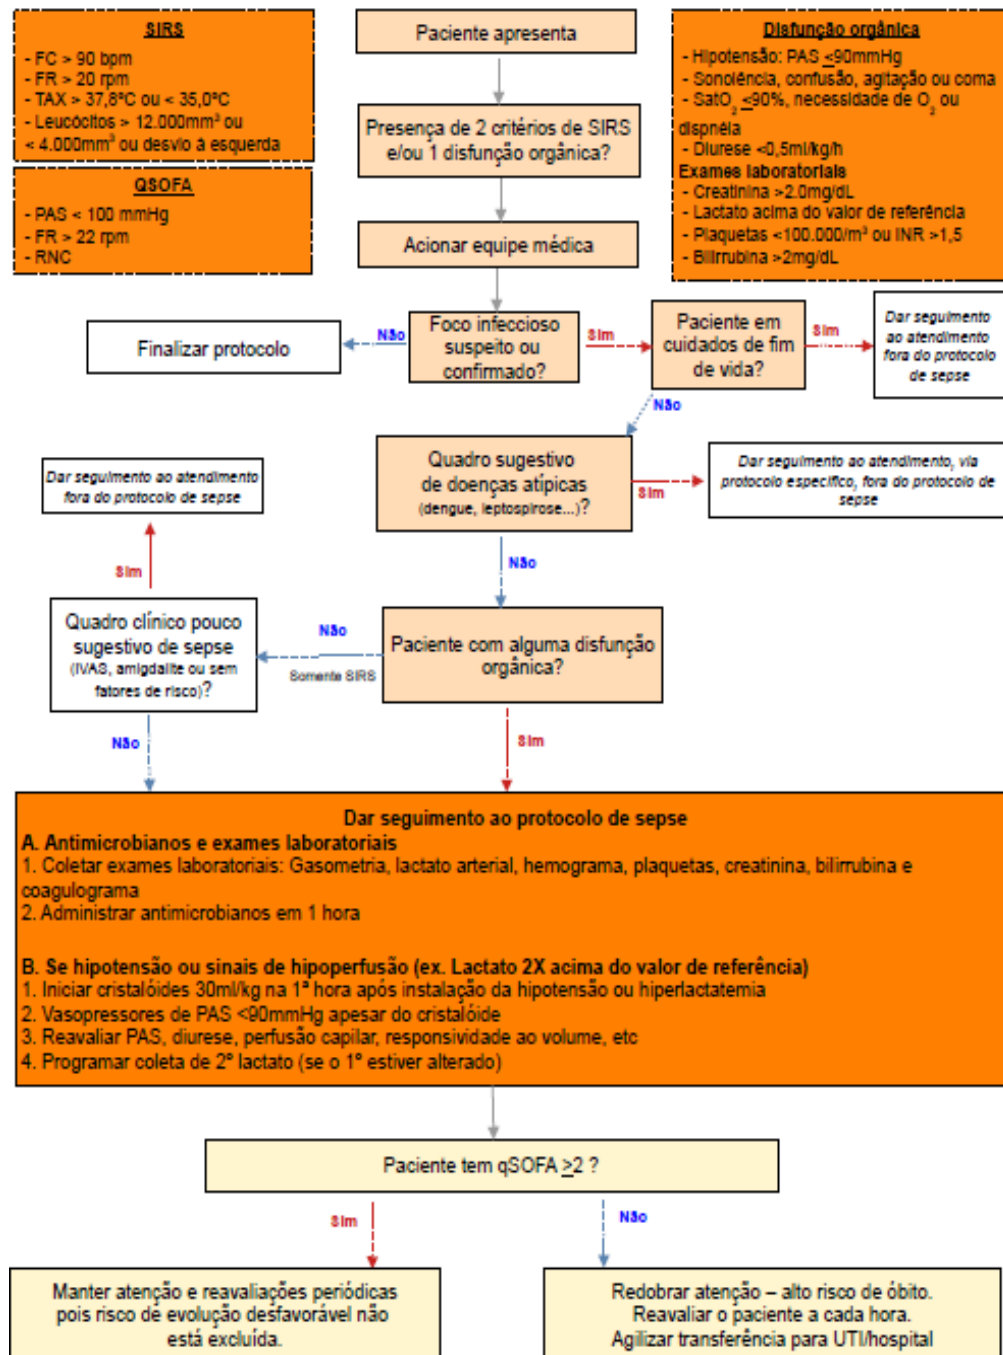 SIRS
- FC > 90 bpm
- FR > 20 rpm
- TAX > 37,8ºC ou < 35,0ºC
- Leucócitos > 12.000mm³ ou
< 4.000mm³ ou desvio à esquerda
QSOFA
- PAS < 100 mmHg
- FR > 22 rpm
- RNC
Paciente apresenta
Presença de 2 critérios de SIRS
e/ou 1 disfunção orgânica?
Acionar equipe médica
Disfunção orgânica
- Hipotensão: PAS <90mmHg
- Sonolência, confusão, agitação ou coma
- SatO₂ <90%, necessidade de O₂ ou
dispnéia
- Diurese <0,5ml/kg/h
Exames laboratoriais
- Creatinina >2.0mg/dL
- Lactato acima do valor de referência
- Plaquetas <100.000/m³ ou INR >1,5
- Bilirrubina >2mg/dL
Finalizar protocolo
Não
Foco infeccioso
suspeito ou
confirmado?
Sim
Paciente em
cuidados de fim
de vida?
Sim
Dar seguimento
ao atendimento
fora do protocolo
de sepse
Não
Dar seguimento ao atendimento
fora do protocolo de sepse
Quadro sugestivo
de doenças atípicas
(dengue, leptospirose...)?
Sim
Dar seguimento ao atendimento, via
protocolo específico, fora do protocolo de
sepse
Sim
Não
Quadro clínico pouco
sugestivo de sepse
(IVAS, amigdalite ou sem
fatores de risco)?
Não
Somente SIRS
Paciente com alguma disfunção
orgânica?
Não
Sim
Dar seguimento ao protocolo de sepse
A. Antimicrobianos e exames laboratoriais
1. Coletar exames laboratoriais: Gasometria, lactato arterial, hemograma, plaquetas, creatinina, bilirrubina e
coagulograma
2. Administrar antimicrobianos em 1 hora
B. Se hipotensão ou sinais de hipoperfusão (ex. Lactato 2X acima do valor de referência)
1. Iniciar cristalóides 30ml/kg na 1ª hora após instalação da hipotensão ou hiperlactatemia
2. Vasopressores de PAS <90mmHg apesar do cristalóide
3. Reavaliar PAS, diurese, perfusão capilar, responsividade ao volume, etc
4. Programar coleta de 2º lactato (se o 1º estiver alterado)
Paciente tem qSOFA >2 ?
Sim
Não
Manter atenção e reavaliações periódicas
pois risco de evolução desfavorável não
está excluída.
Redobrar atenção – alto risco de óbito.
Reavaliar o paciente a cada hora.
Agilizar transferência para UTI/hospital